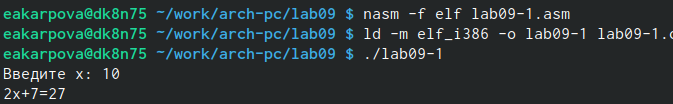 eakarpova@dk8n75 ~/work/arch-pc/lab09 $ nasm -f elf lab09-1.asm
eakarpova@dk8n75 ~/work/arch-pc/lab09 $ ld -m elf_i386 -o lab09-1 lab09-1.
eakarpova@dk8n75 ~/work/arch-pc/lab09 $ ./lab09-1
Введите x: 10
2x+7=27